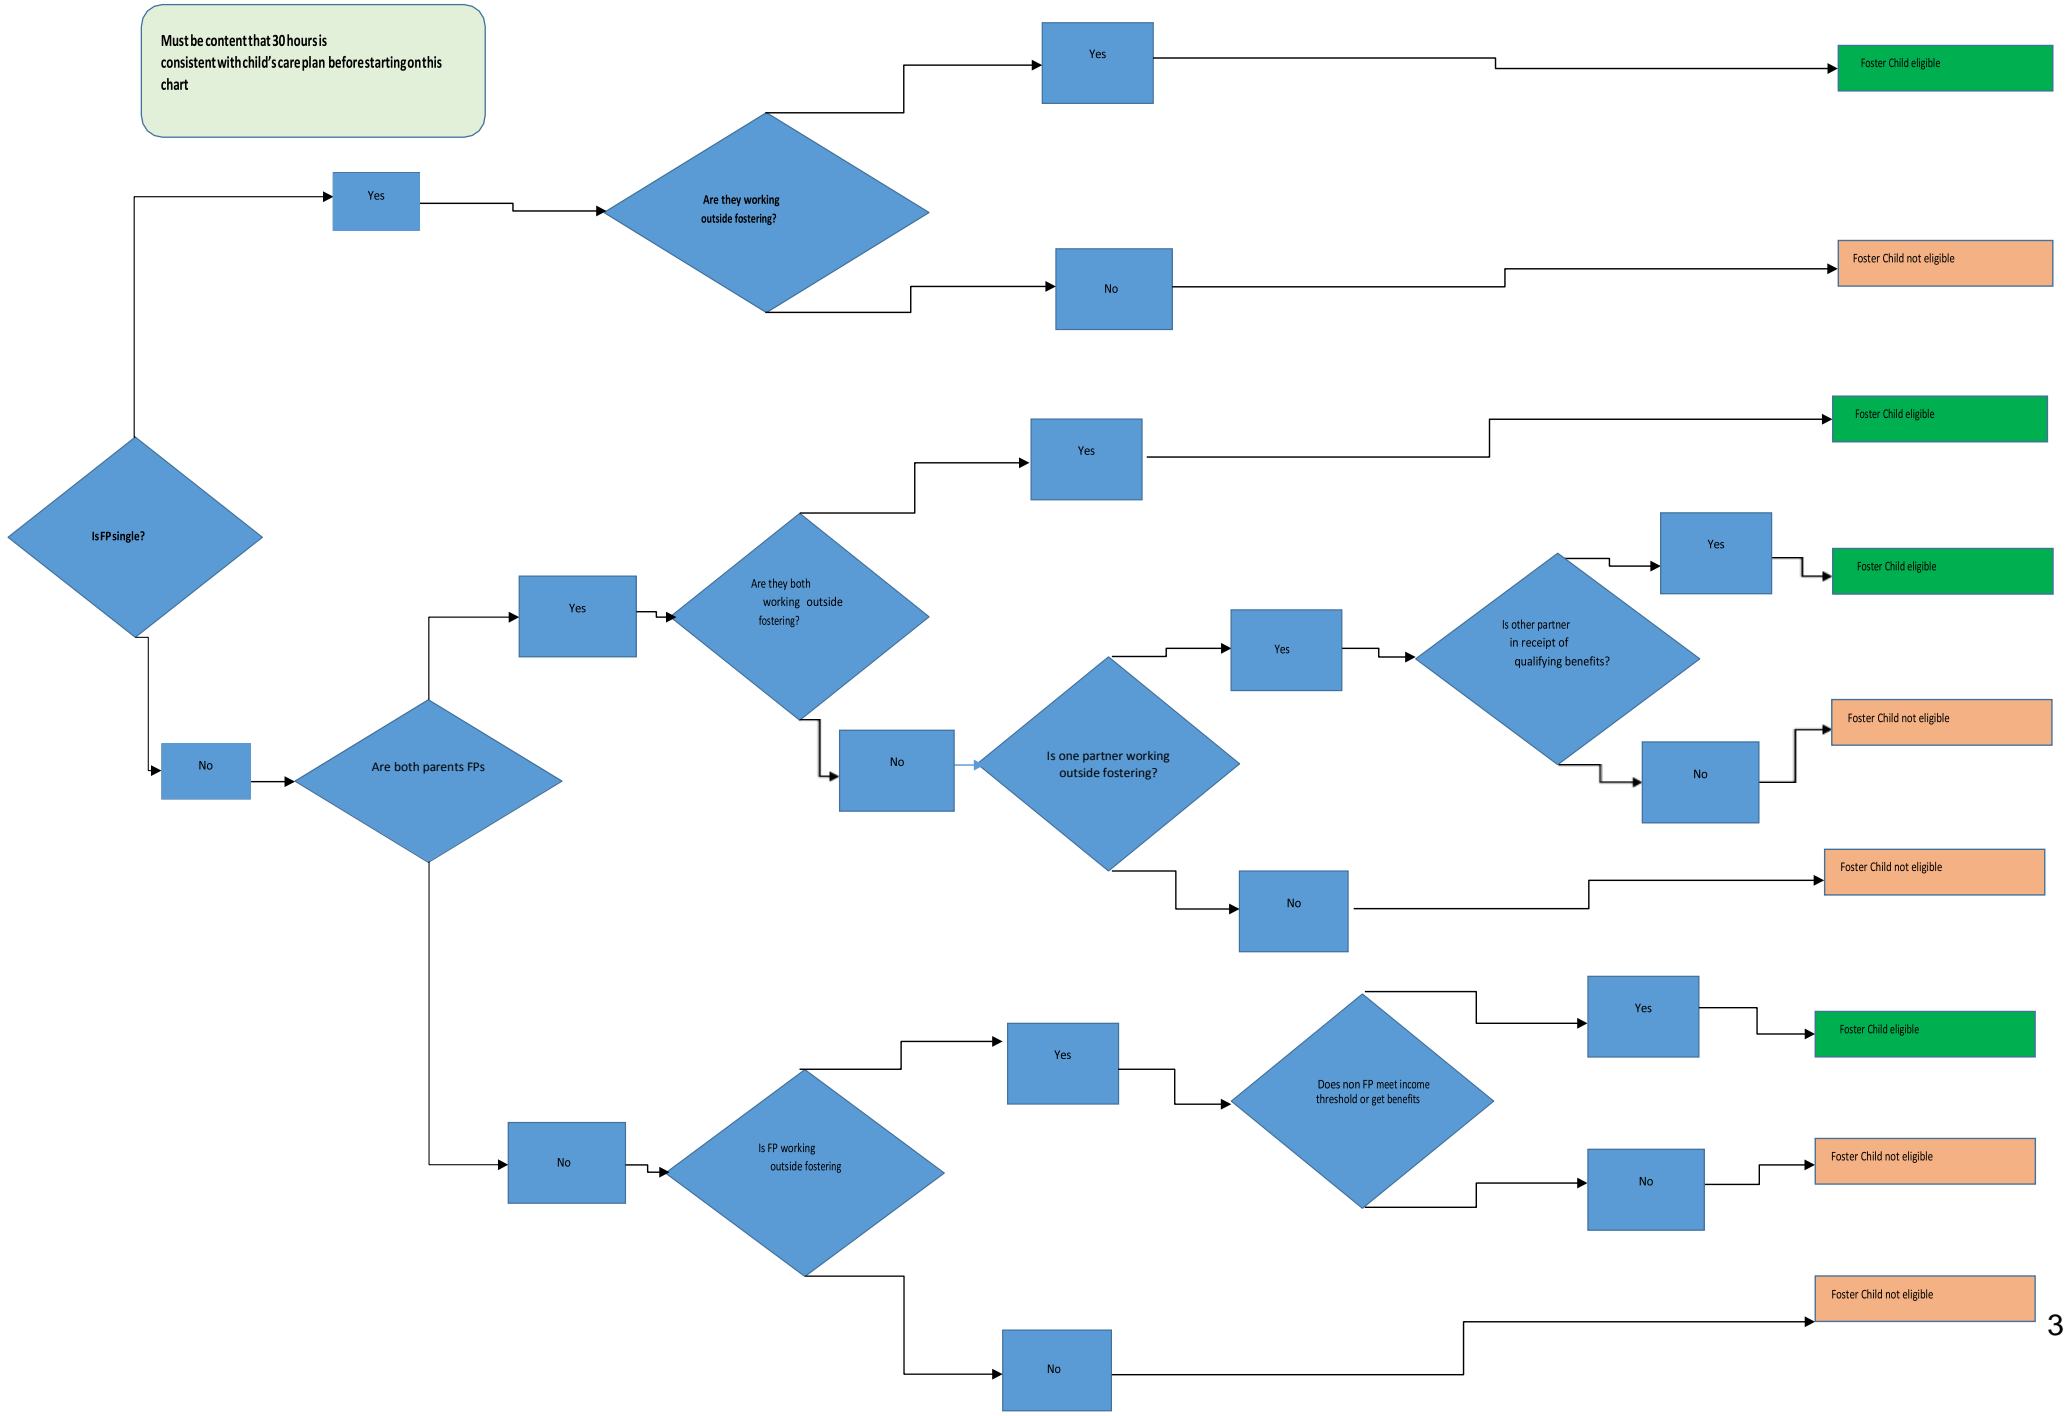 Must be content that 30 hours is
consistent with child's care plan before starting on this
chart
Yes
Foster Child eligible
Yes
Are they working
outside fostering?
Foster Child not eligible
No
Foster Child eligible
Yes
Is FP single?
Yes
Foster Child eligible
Are they both
working outside
fostering?
Yes
Is other partner
in receipt of
qualifying benefits?
Yes
Foster Child not eligible
No
Are both parents FPs
No
Is one partner working
outside fostering?
No
Foster Child not eligible
No
Yes
Foster Child eligible
Yes
Does non FP meet income
threshold or get benefits
Is FP working
outside fostering
No
No
Foster Child not eligible
Foster Child not eligible
3
No